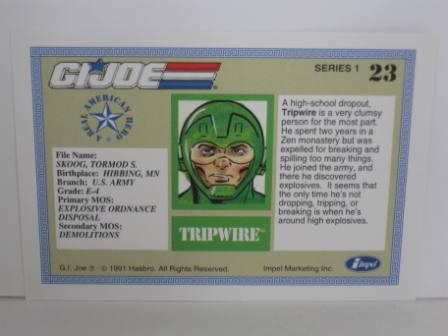 G.I. JOE
SERIES 1 23
A REAL AMERICAN HERO
File Name:
SKOOG, TORMOD S.
Birthplace: HIBBING, MN
Branch: U.S. ARMY
Grade: E-4
Primary MOS:
EXPLOSIVE ORDNANCE
DISPOSAL
Secondary MOS:
DEMOLITIONS
TRIPWIRE™
A high-school dropout,
Tripwire is a very clumsy
person for the most part.
He spent two years in a
Zen monastery but was
expelled for breaking and
spilling too many things.
He joined the army, and
there he discovered
explosives. It seems that
the only time he's not
dropping, tripping, or
breaking is when he's
around high explosives.
G.I. Joe ® © 1991 Hasbro. All Rights Reserved.
Impel Marketing Inc.
impel